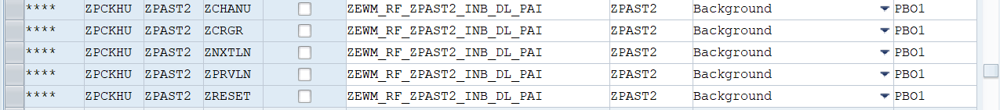 **** ZPCKHU ZPAST2 ZCHANU ZEWM_RF_ZPAST2_INB_DL_PAI ZPAST2 Background PBO1
**** ZPCKHU ZPAST2 ZCRGR ZEWM_RF_ZPAST2_INB_DL_PAI ZPAST2 Background PBO1
**** ZPCKHU ZPAST2 ZNXTLN ZEWM_RF_ZPAST2_INB_DL_PAI ZPAST2 Background PBO1
**** ZPCKHU ZPAST2 ZPRVLN ZEWM_RF_ZPAST2_INB_DL_PAI ZPAST2 Background PBO1
**** ZPCKHU ZPAST2 ZRESET ZEWM_RF_ZPAST2_INB_DL_PAI ZPAST2 Background PBO1